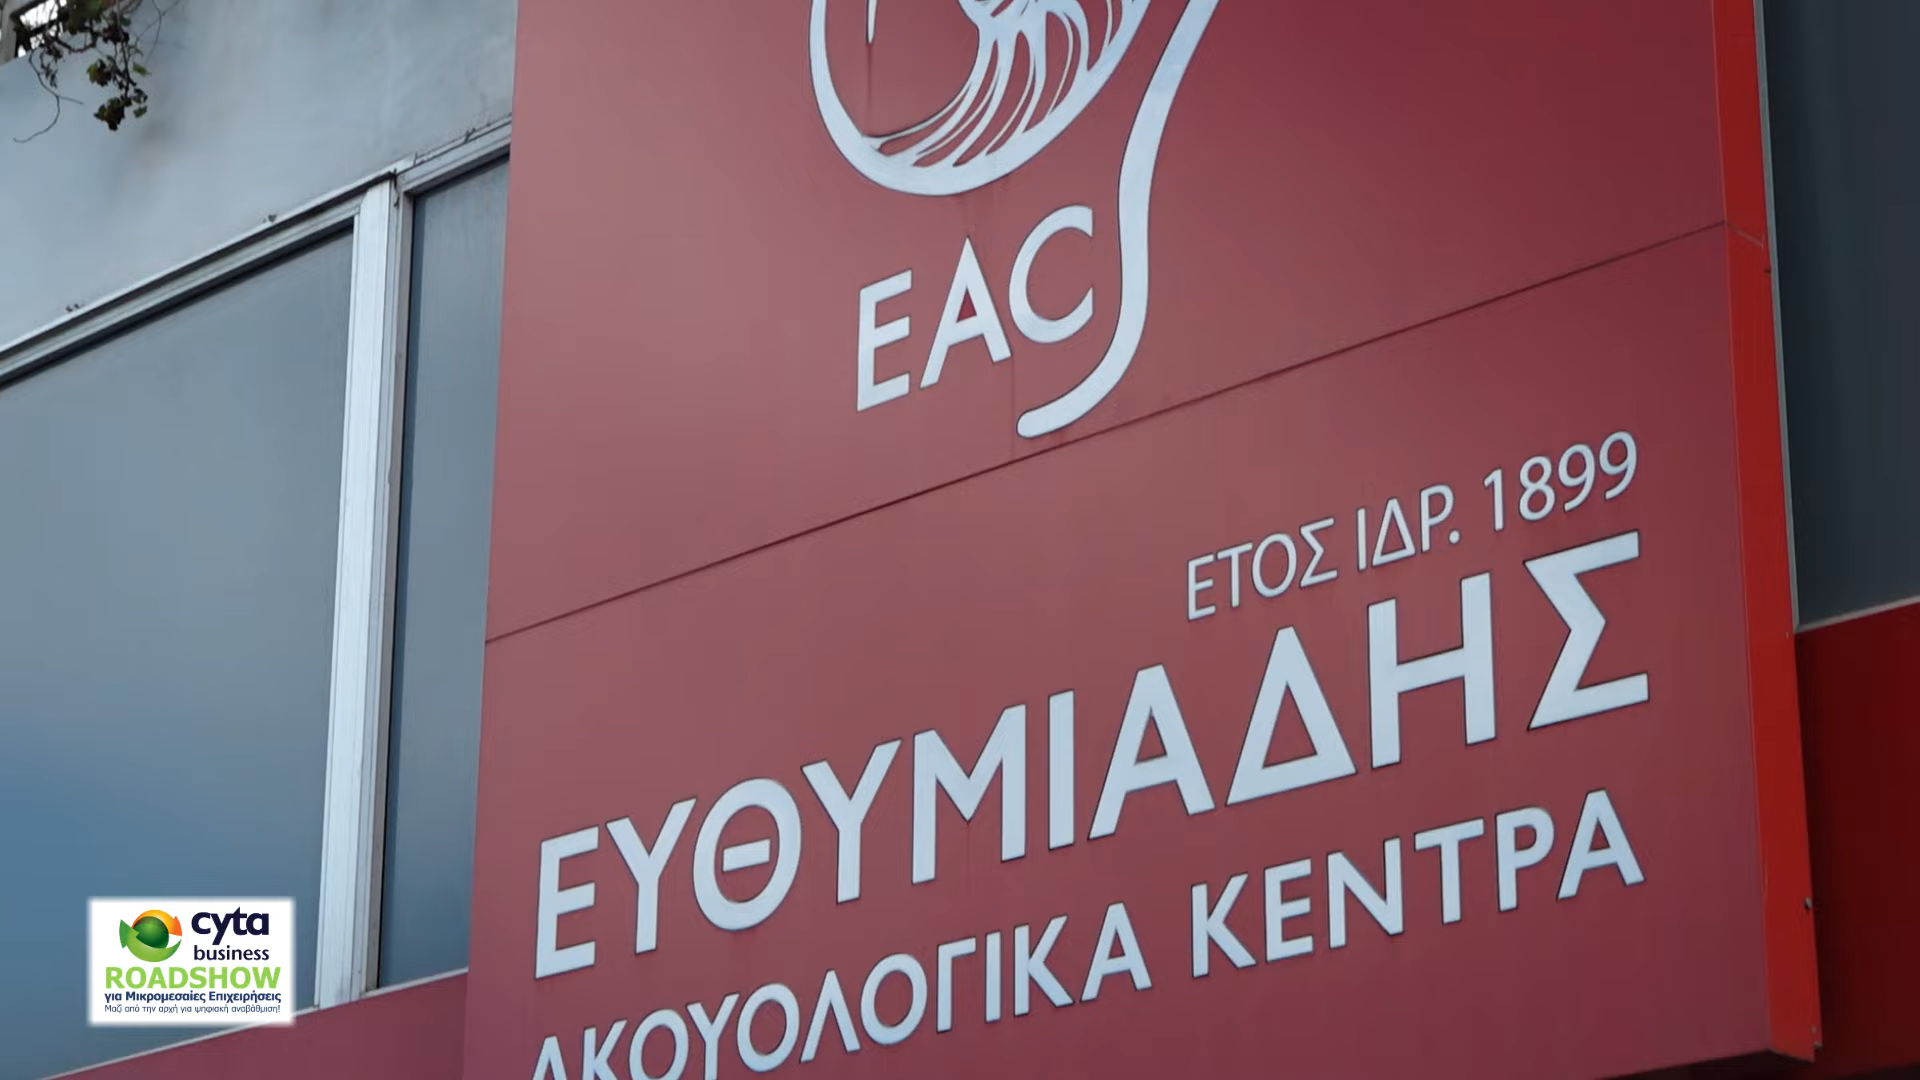 EAC
ΕΤΟΣ ΙΔΡ. 1899
ΕΥΘΥΜΙΑΔΗΣ
ΑΚΟΥΟΛΟΓΙΚΑ ΚΕΝΤΡΑ
cyta
business
ROADSHOW
για Μικρομεσαίες Επιχειρήσεις
Μαζί από την αρχή για ψηφιακή αναβάθμιση!